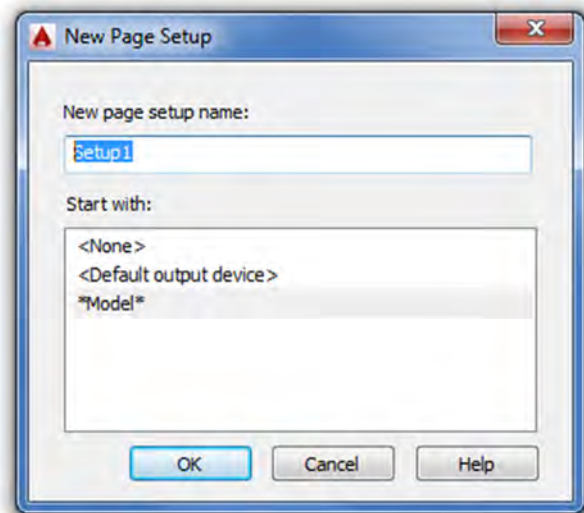 New Page Setup
New page setup name:
Setup1
Start with:
<None>
<Default output device>
*Model*
OK Cancel Help